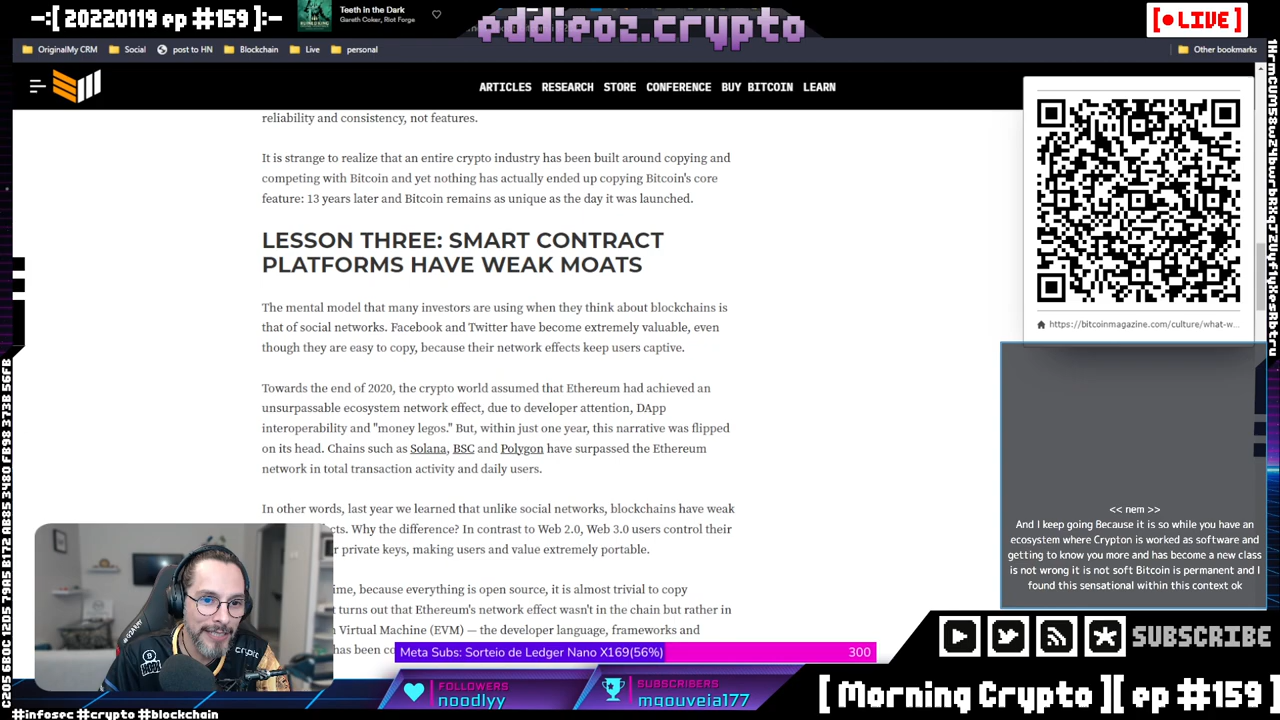 -:[ 20220119 ep #159 ]:-
Teeth in the Dark
Gareth Coker, Riot Forge
eddieoz.crypto
[●LIVE]
OriginalMy CRM
Social
post to HN
Blockchain
Live
personal
Other bookmarks
ARTICLES RESEARCH STORE CONFERENCE BUY BITCOIN LEARN
reliability and consistency, not features.
It is strange to realize that an entire crypto industry has been built around copying and
competing with Bitcoin and yet nothing has actually ended up copying Bitcoin's core
feature: 13 years later and Bitcoin remains as unique as the day it was launched.
LESSON THREE: SMART CONTRACT
PLATFORMS HAVE WEAK MOATS
The mental model that many investors are using when they think about blockchains is
that of social networks. Facebook and Twitter have become extremely valuable, even
though they are easy to copy, because their network effects keep users captive.
Towards the end of 2020, the crypto world assumed that Ethereum had achieved an
unsurpassable ecosystem network effect, due to developer attention, DApp
interoperability and "money legos." But, within just one year, this narrative was flipped
on its head. Chains such as Solana, BSC and Polygon have surpassed the Ethereum
network in total transaction activity and daily users.
In other words, last year we learned that unlike social networks, blockchains have weak
cts. Why the difference? In contrast to Web 2.0, Web 3.0 users control their
r private keys, making users and value extremely portable.
ime, because everything is open source, it is almost trivial to copy
turns out that Ethereum's network effect wasn't in the chain but rather in
Virtual Machine (EVM) — the developer language, frameworks and
has been
https://bitcoinmagazine.com/culture/what-w...
<< nem >>
And I keep going Because it is so while you have an
ecosystem where Crypton is worked as software and
getting to know you more and has become a new class
is not wrong it is not soft Bitcoin is permanent and I
found this sensational within this context ok
Meta Subs: Sorteio de Ledger Nano X169(56%)
300
FOLLOWERS
noodlyy
SUBSCRIBERS
mgouveia177
SUBSCRIBE
[ Morning Crypto ][ ep #159 ]
#infosec #crypto #blockchain
C205 5B0C 12D5 79A5 B172 AB35 3480 FB98 373B 56FB